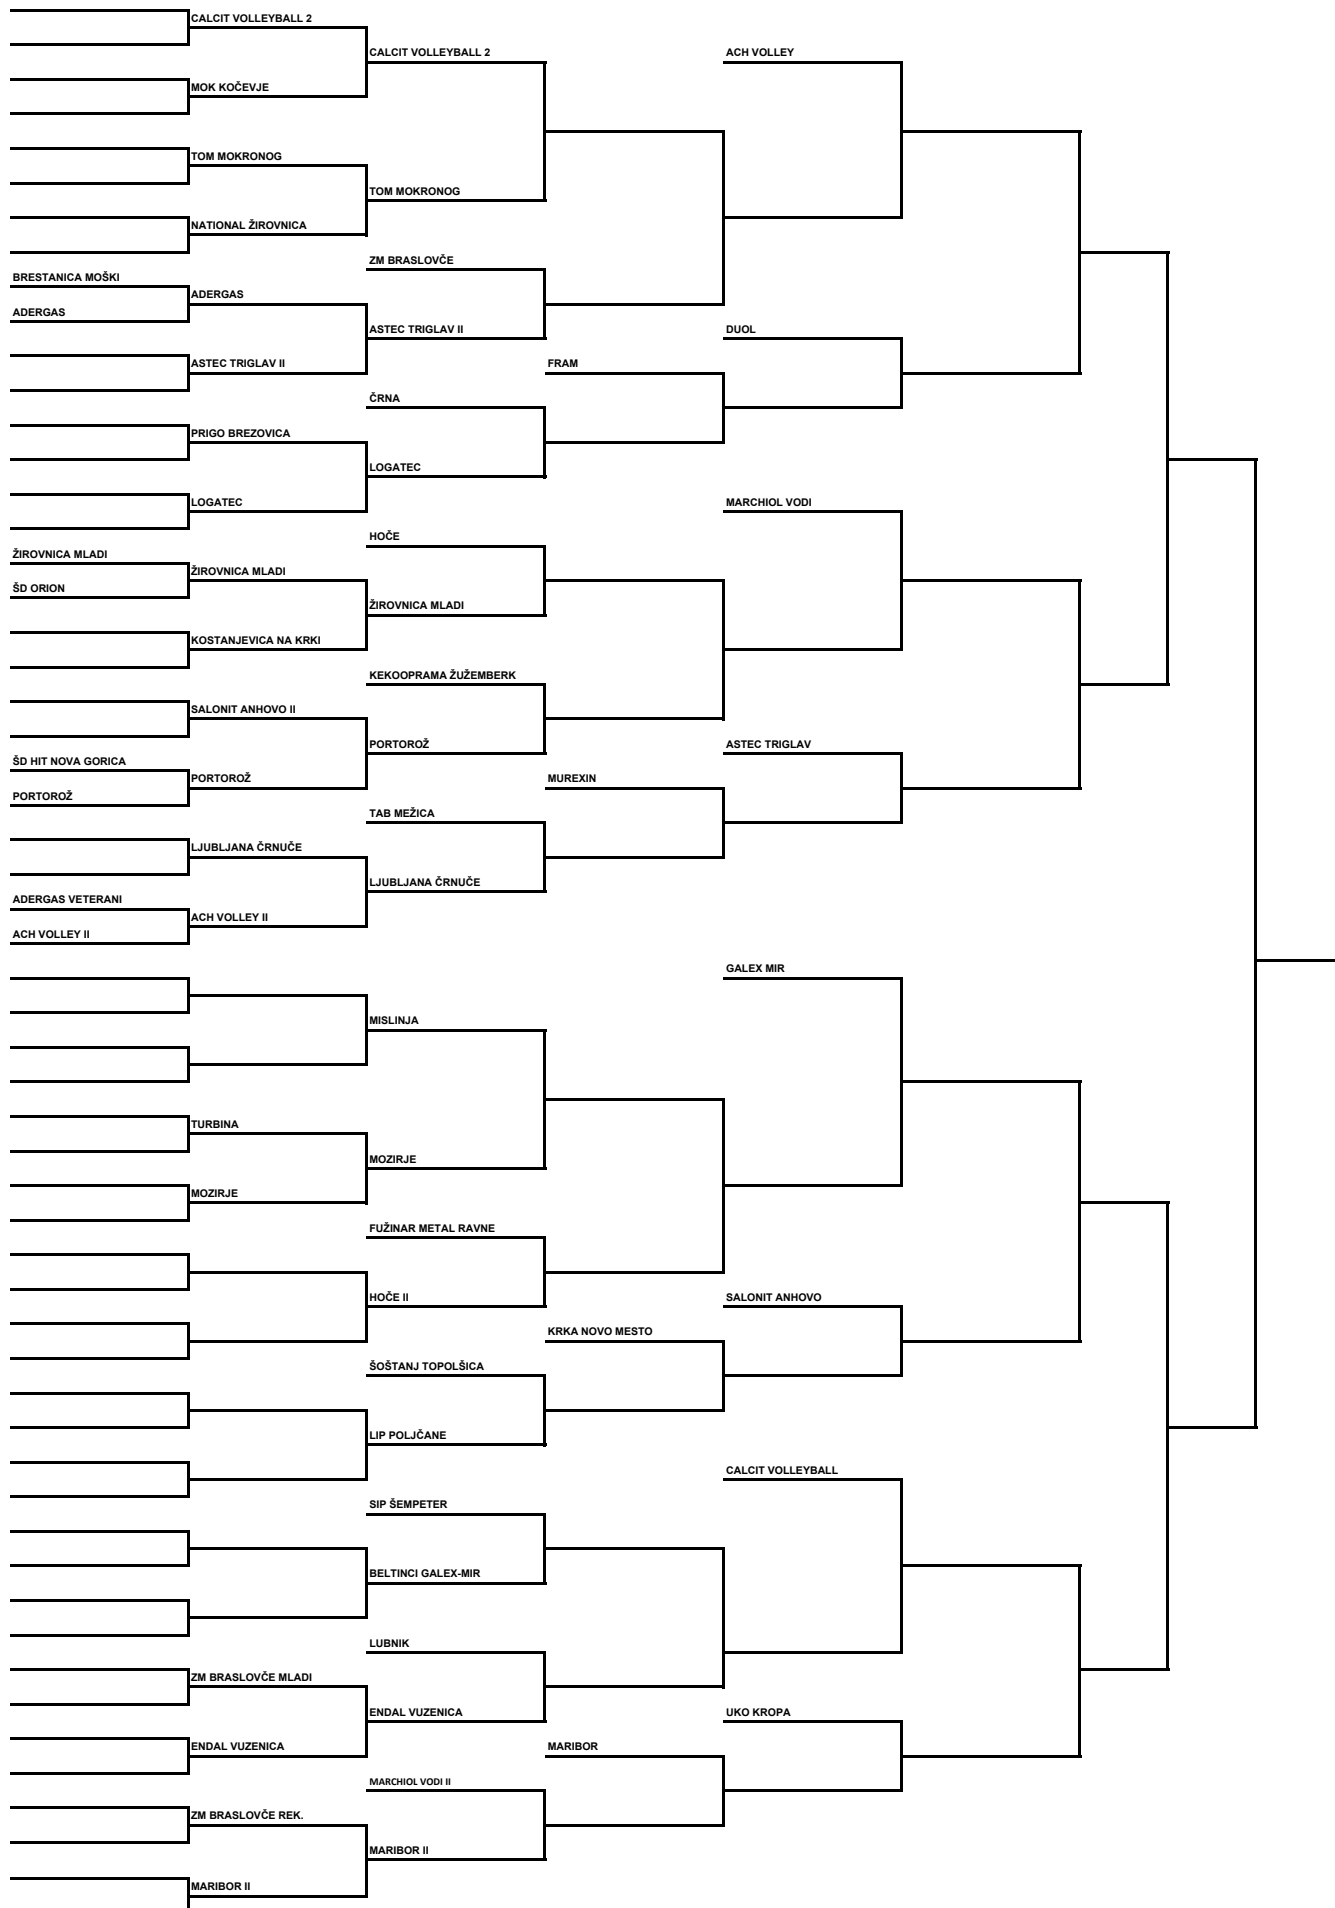 CALCIT VOLLEYBALL 2
CALCIT VOLLEYBALL 2
ACH VOLLEY
MOK KOČEVJE
TOM MOKRONOG
TOM MOKRONOG
NATIONAL ŽIROVNICA
ZM BRASLOVČE
BRESTANICA MOŠKI
ADERGAS
ADERGAS
ASTEC TRIGLAV II
DUOL
ASTEC TRIGLAV II
FRAM
ČRNA
PRIGO BREZOVICA
LOGATEC
LOGATEC
MARCHIOL VODI
HOČE
ŽIROVNICA MLADI
ŽIROVNICA MLADI
ŠD ORION
ŽIROVNICA MLADI
KOSTANJEVICA NA KRKI
KEKOOPRAMA ŽUŽEMBERK
SALONIT ANHOVO II
PORTOROŽ
ASTEC TRIGLAV
ŠD HIT NOVA GORICA
PORTOROŽ
MUREXIN
PORTOROŽ
TAB MEŽICA
LJUBLJANA ČRNUČE
LJUBLJANA ČRNUČE
ADERGAS VETERANI
ACH VOLLEY II
ACH VOLLEY II
GALEX MIR
MISLINJA
TURBINA
MOZIRJE
MOZIRJE
FUŽINAR METAL RAVNE
HOČE II
SALONIT ANHOVO
KRKA NOVO MESTO
ŠOŠTANJ TOPOLŠICA
LIP POLJČANE
CALCIT VOLLEYBALL
SIP ŠEMPETER
BELTINCI GALEX-MIR
LUBNIK
ZM BRASLOVČE MLADI
ENDAL VUZENICA
UKO KROPA
ENDAL VUZENICA
MARIBOR
MARCHIOL VODI II
ZM BRASLOVČE REK.
MARIBOR II
MARIBOR II